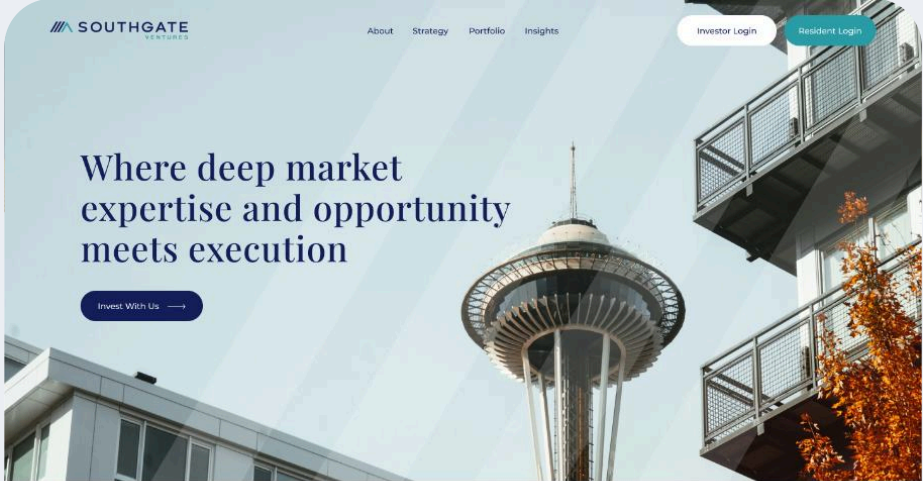 SOUTHGATE
VENTURES
About Strategy Portfolio Insights
Investor Login
Resident Login
Where deep market
expertise and opportunity
meets execution
Invest With Us